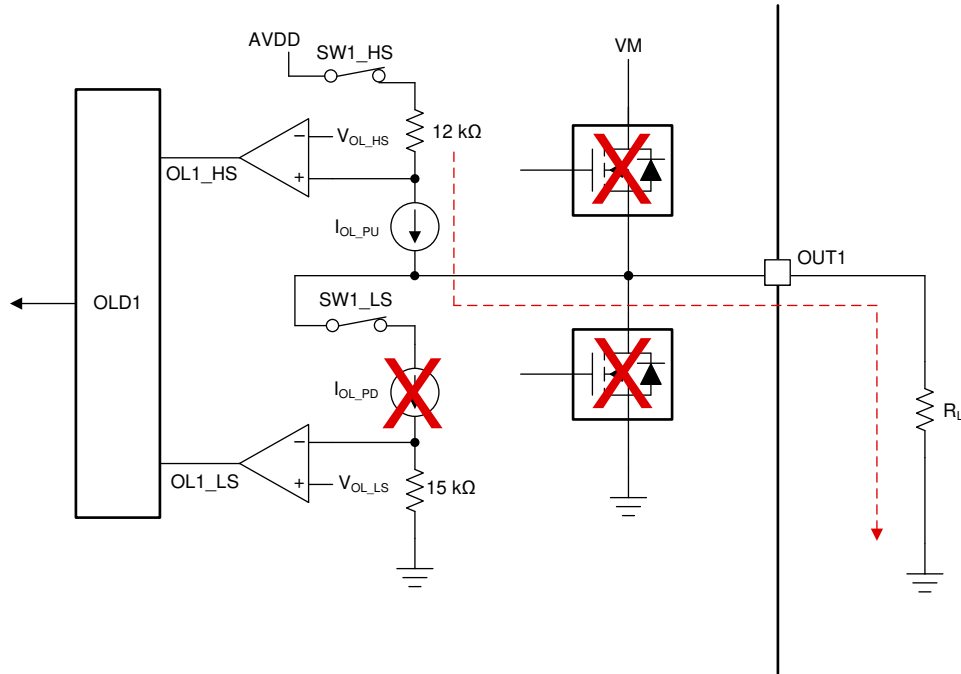 AVDD
SW1_HS
VM
−
V_OL_HS
12 kΩ
OL1_HS
+
I_OL_PU
OUT1
OLD1
SW1_LS
I_OL_PD
R_L
−
OL1_LS
+
V_OL_LS
15 kΩ